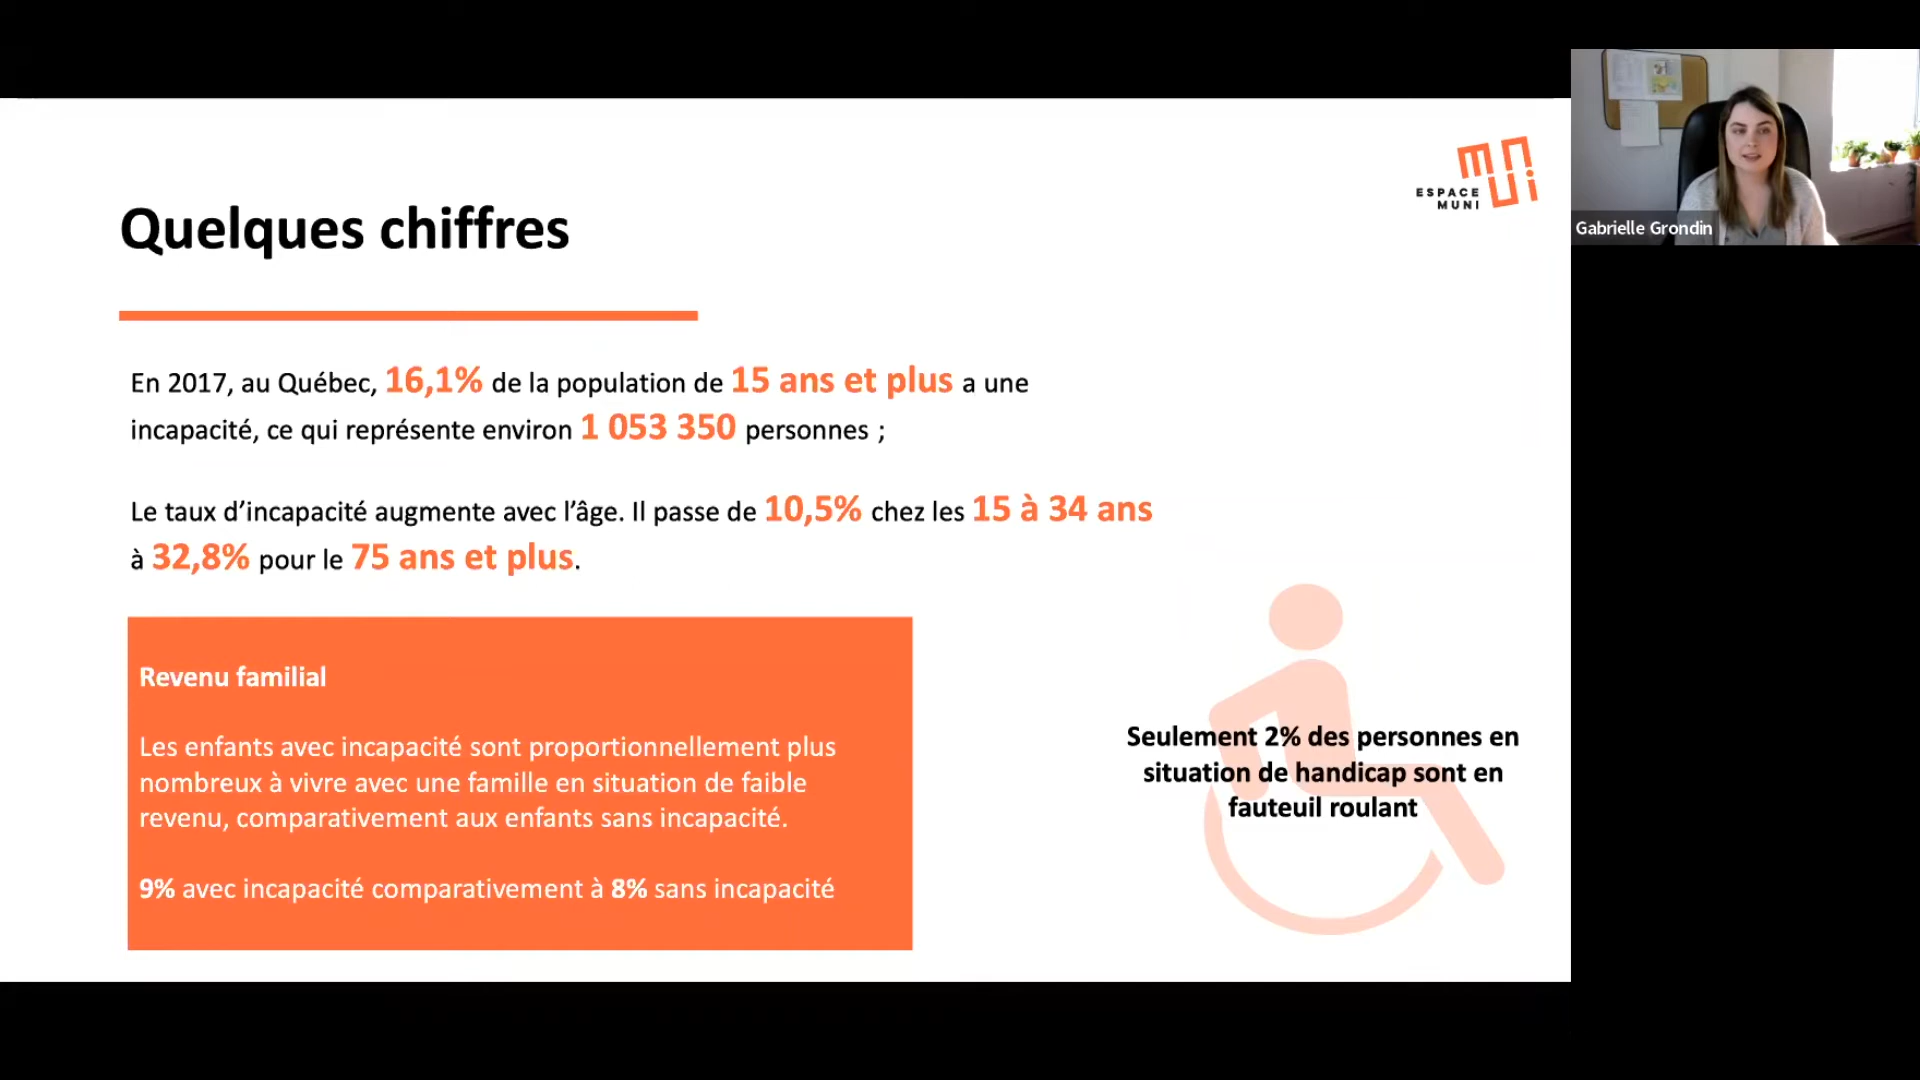 Quelques chiffres
ESPACE
MUNI
muni
En 2017, au Québec, 16,1% de la population de 15 ans et plus a une
incapacité, ce qui représente environ 1 053 350 personnes ;
Le taux d’incapacité augmente avec l’âge. Il passe de 10,5% chez les 15 à 34 ans
à 32,8% pour le 75 ans et plus.
Revenu familial
Les enfants avec incapacité sont proportionnellement plus
nombreux à vivre avec une famille en situation de faible
revenu, comparativement aux enfants sans incapacité.
9% avec incapacité comparativement à 8% sans incapacité
Seulement 2% des personnes en
situation de handicap sont en
fauteuil roulant
Gabrielle Grondin